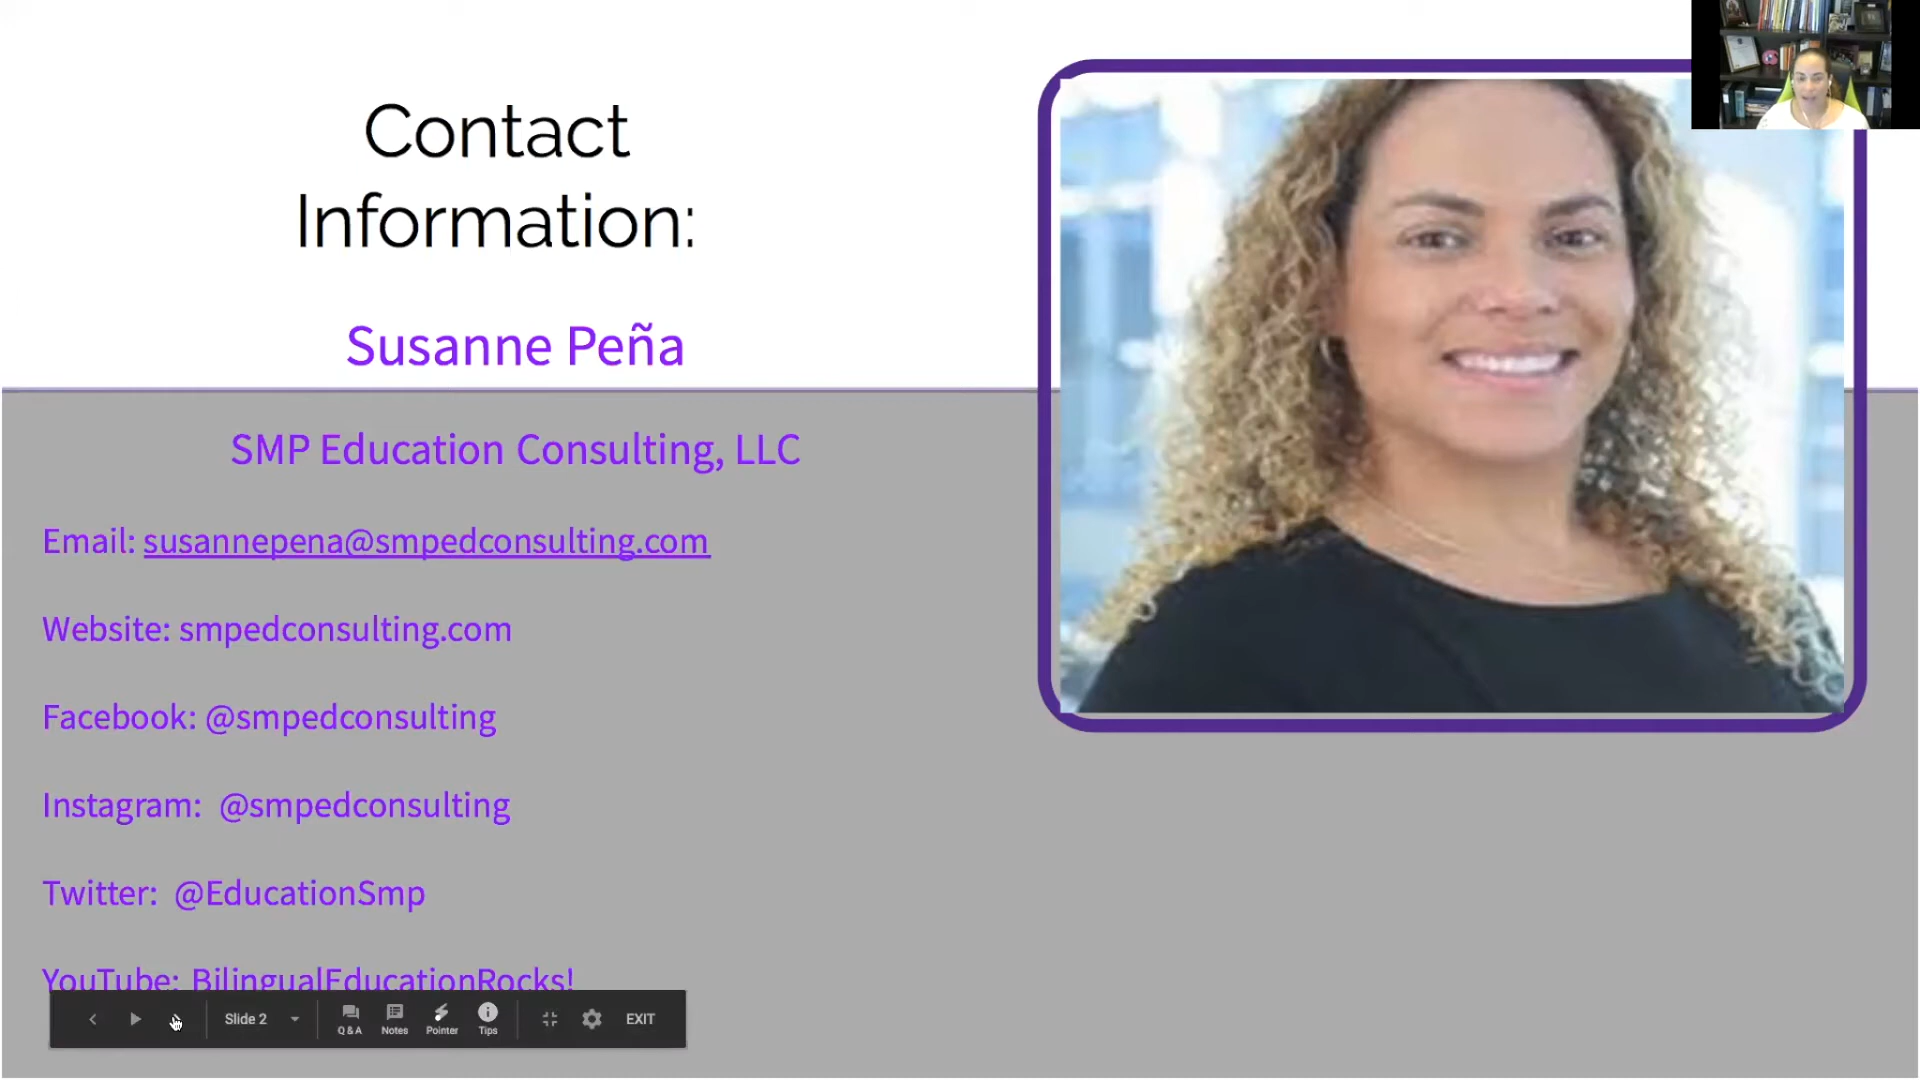 Contact
Information:
Susanne Peña
SMP Education Consulting, LLC
Email: susannepena@smpedconsulting.com
Website: smpedconsulting.com
Facebook: @smpedconsulting
Instagram: @smpedconsulting
Twitter: @EducationSmp
YouTube: BilingualEducationRocks!
Slide 2
Q & A
Notes
Pointer
Tips
EXIT